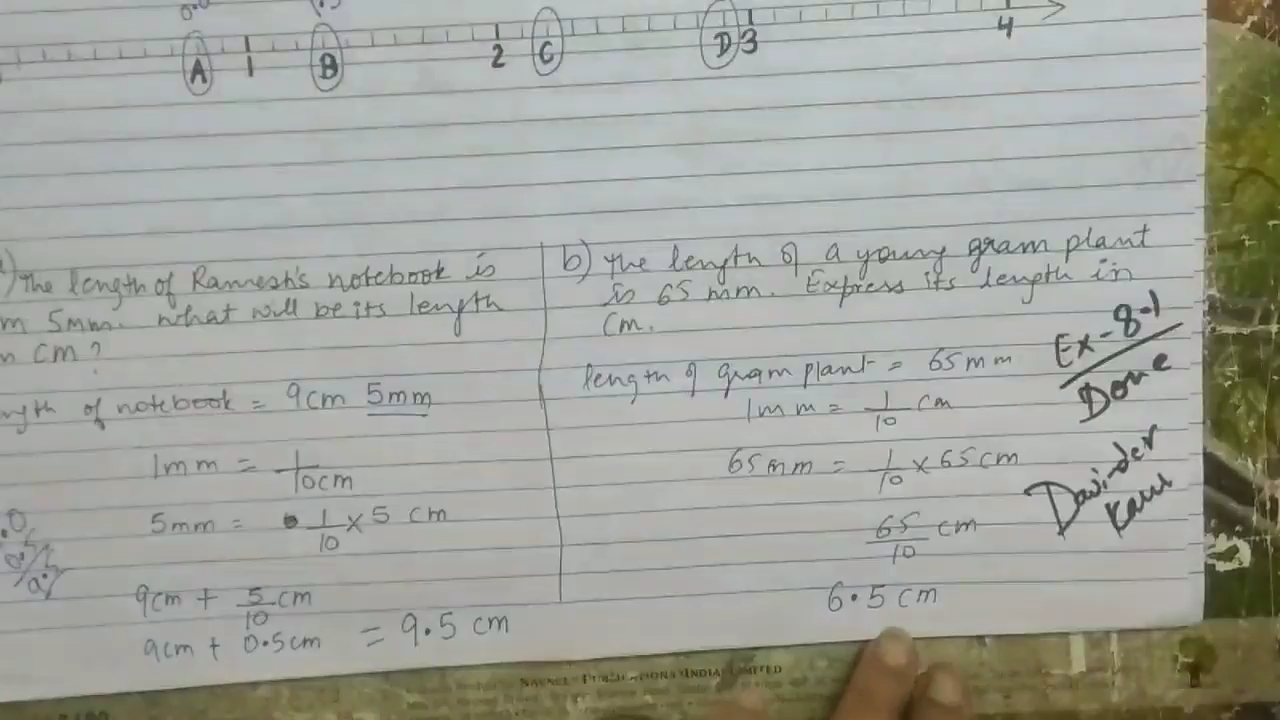 A 1 B 2 C D 3 4
The length of Ramesh's notebook is
m 5mm. What will be its length
n cm?
ngth of notebook = 9cm 5mm
1mm = 1/10cm
5mm = 1/10 × 5 cm
9cm + 5/10 cm
9cm + 0.5cm = 9.5 cm
b) The length of a young gram plant
is 65 mm. Express its length in
cm.
length of gram plant = 65mm
1mm = 1/10 cm
65mm = 1/10 × 65cm
65/10 cm
6.5 cm
Ex-8-1
Done
Davinder
Kaur
PUBLICATIONS (INDIA) LIMITED